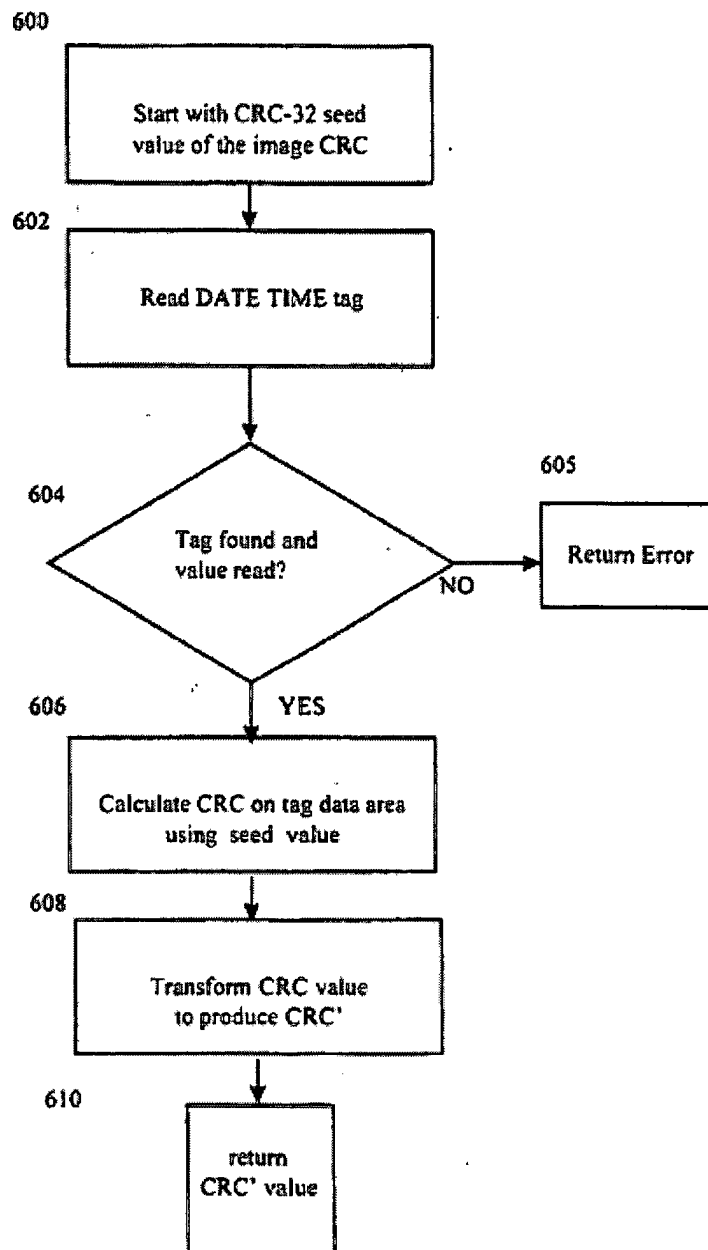 600
Start with CRC-32 seed
value of the image CRC
602
Read DATE TIME tag
604
Tag found and
value read?
605
Return Error
NO
YES
606
Calculate CRC on tag data area
using seed value
608
Transform CRC value
to produce CRC'
610
return
CRC' value